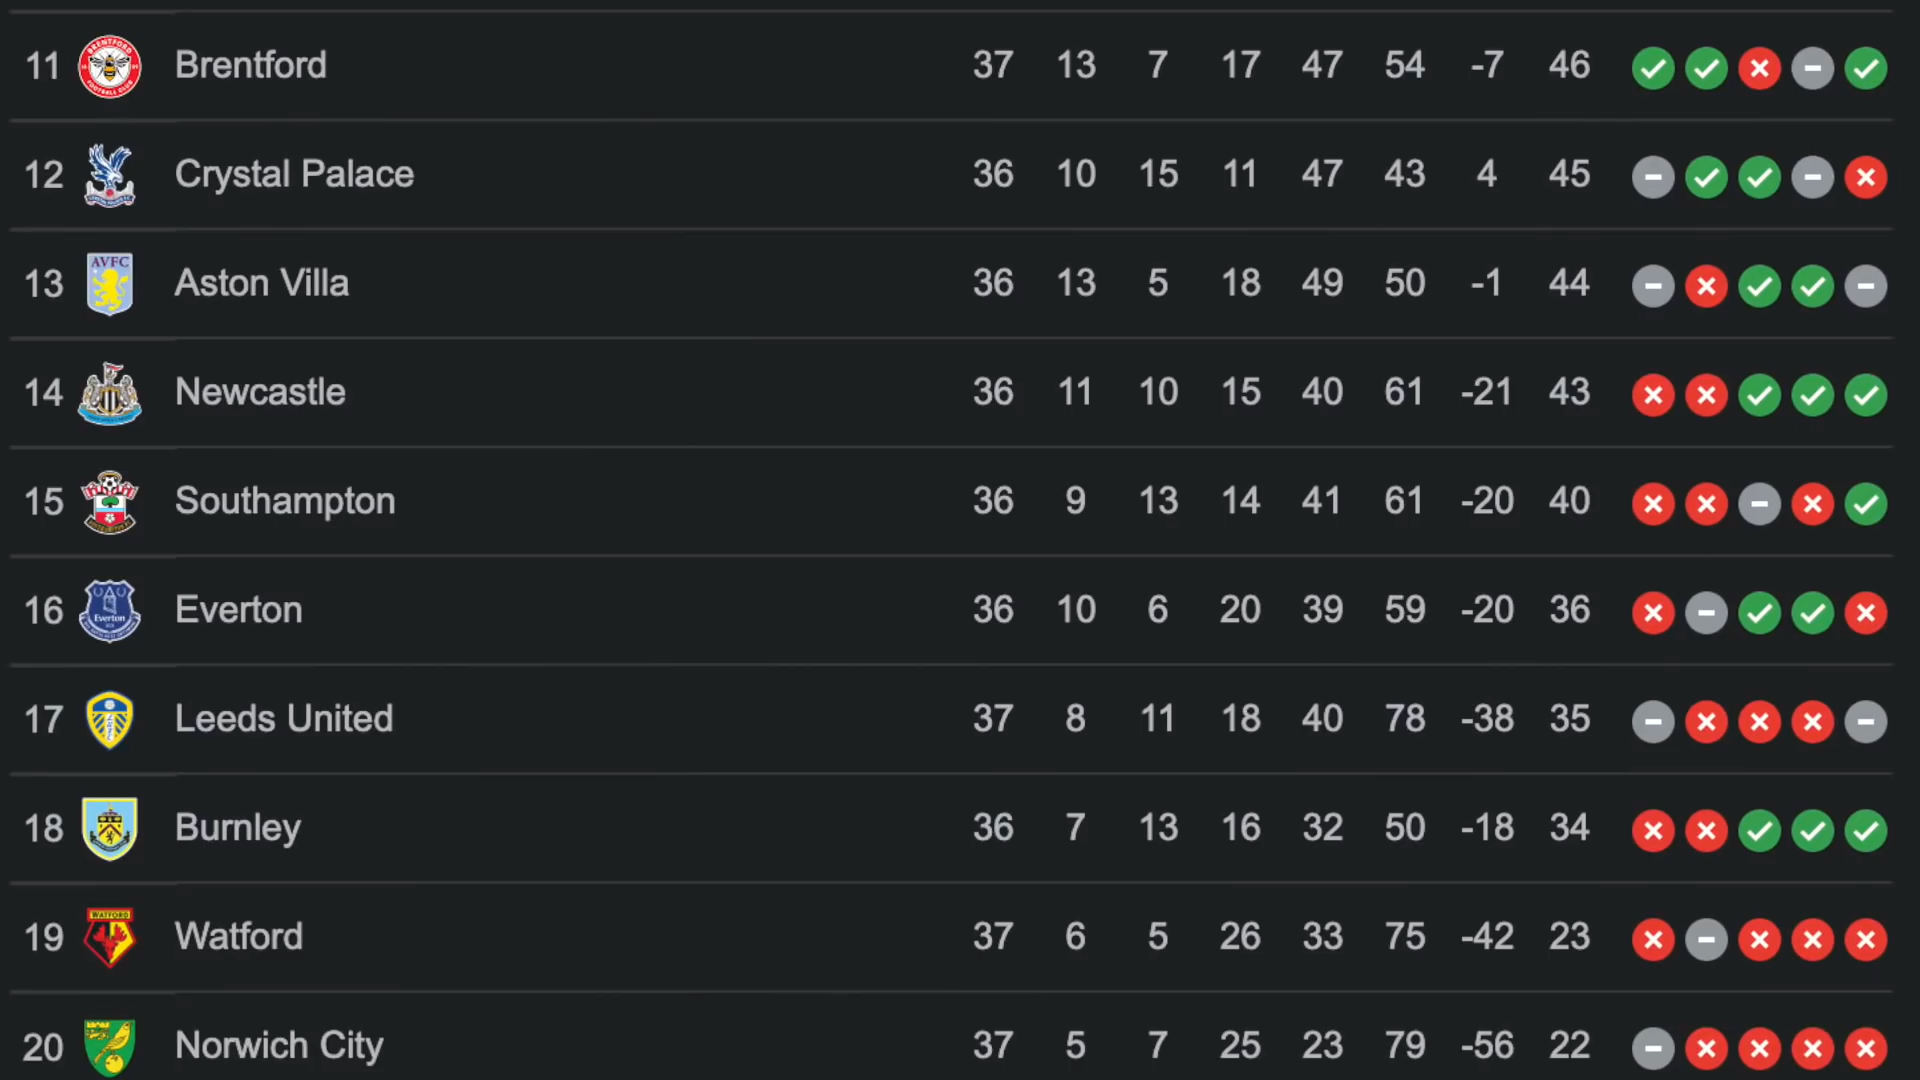 11 Brentford 37 13 7 17 47 54 -7 46
12 Crystal Palace 36 10 15 11 47 43 4 45
AVFC
13 Aston Villa 36 13 5 18 49 50 -1 44
14 Newcastle 36 11 10 15 40 61 -21 43
15 Southampton 36 9 13 14 41 61 -20 40
16 Everton 36 10 6 20 39 59 -20 36
Everton
17 Leeds United 37 8 11 18 40 78 -38 35
18 Burnley 36 7 13 16 32 50 -18 34
WATFORD
19 Watford 37 6 5 26 33 75 -42 23
20 Norwich City 37 5 7 25 23 79 -56 22